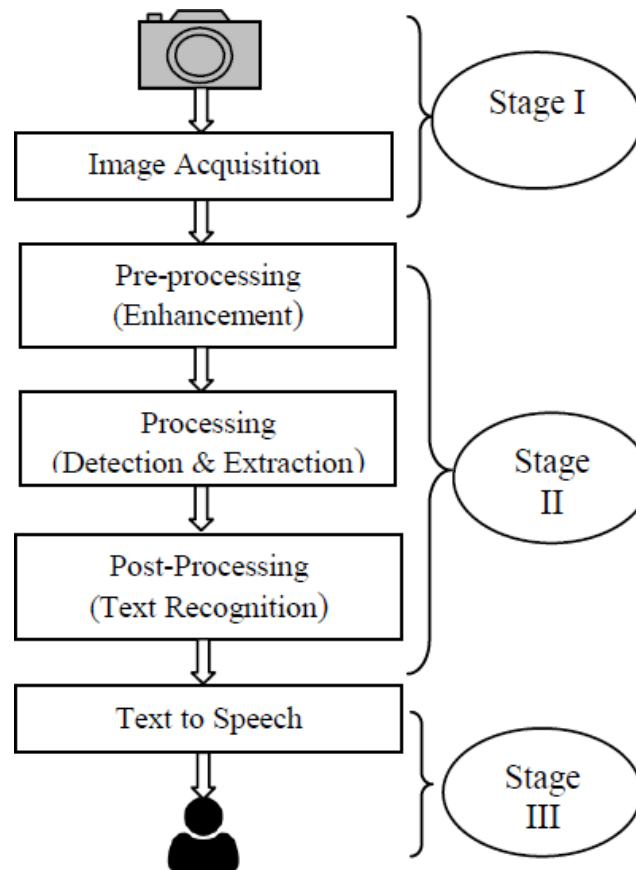 Stage I
Image Acquisition
Pre-processing
(Enhancement)
Processing
(Detection & Extraction)
Stage
II
Post-Processing
(Text Recognition)
Text to Speech
Stage
III